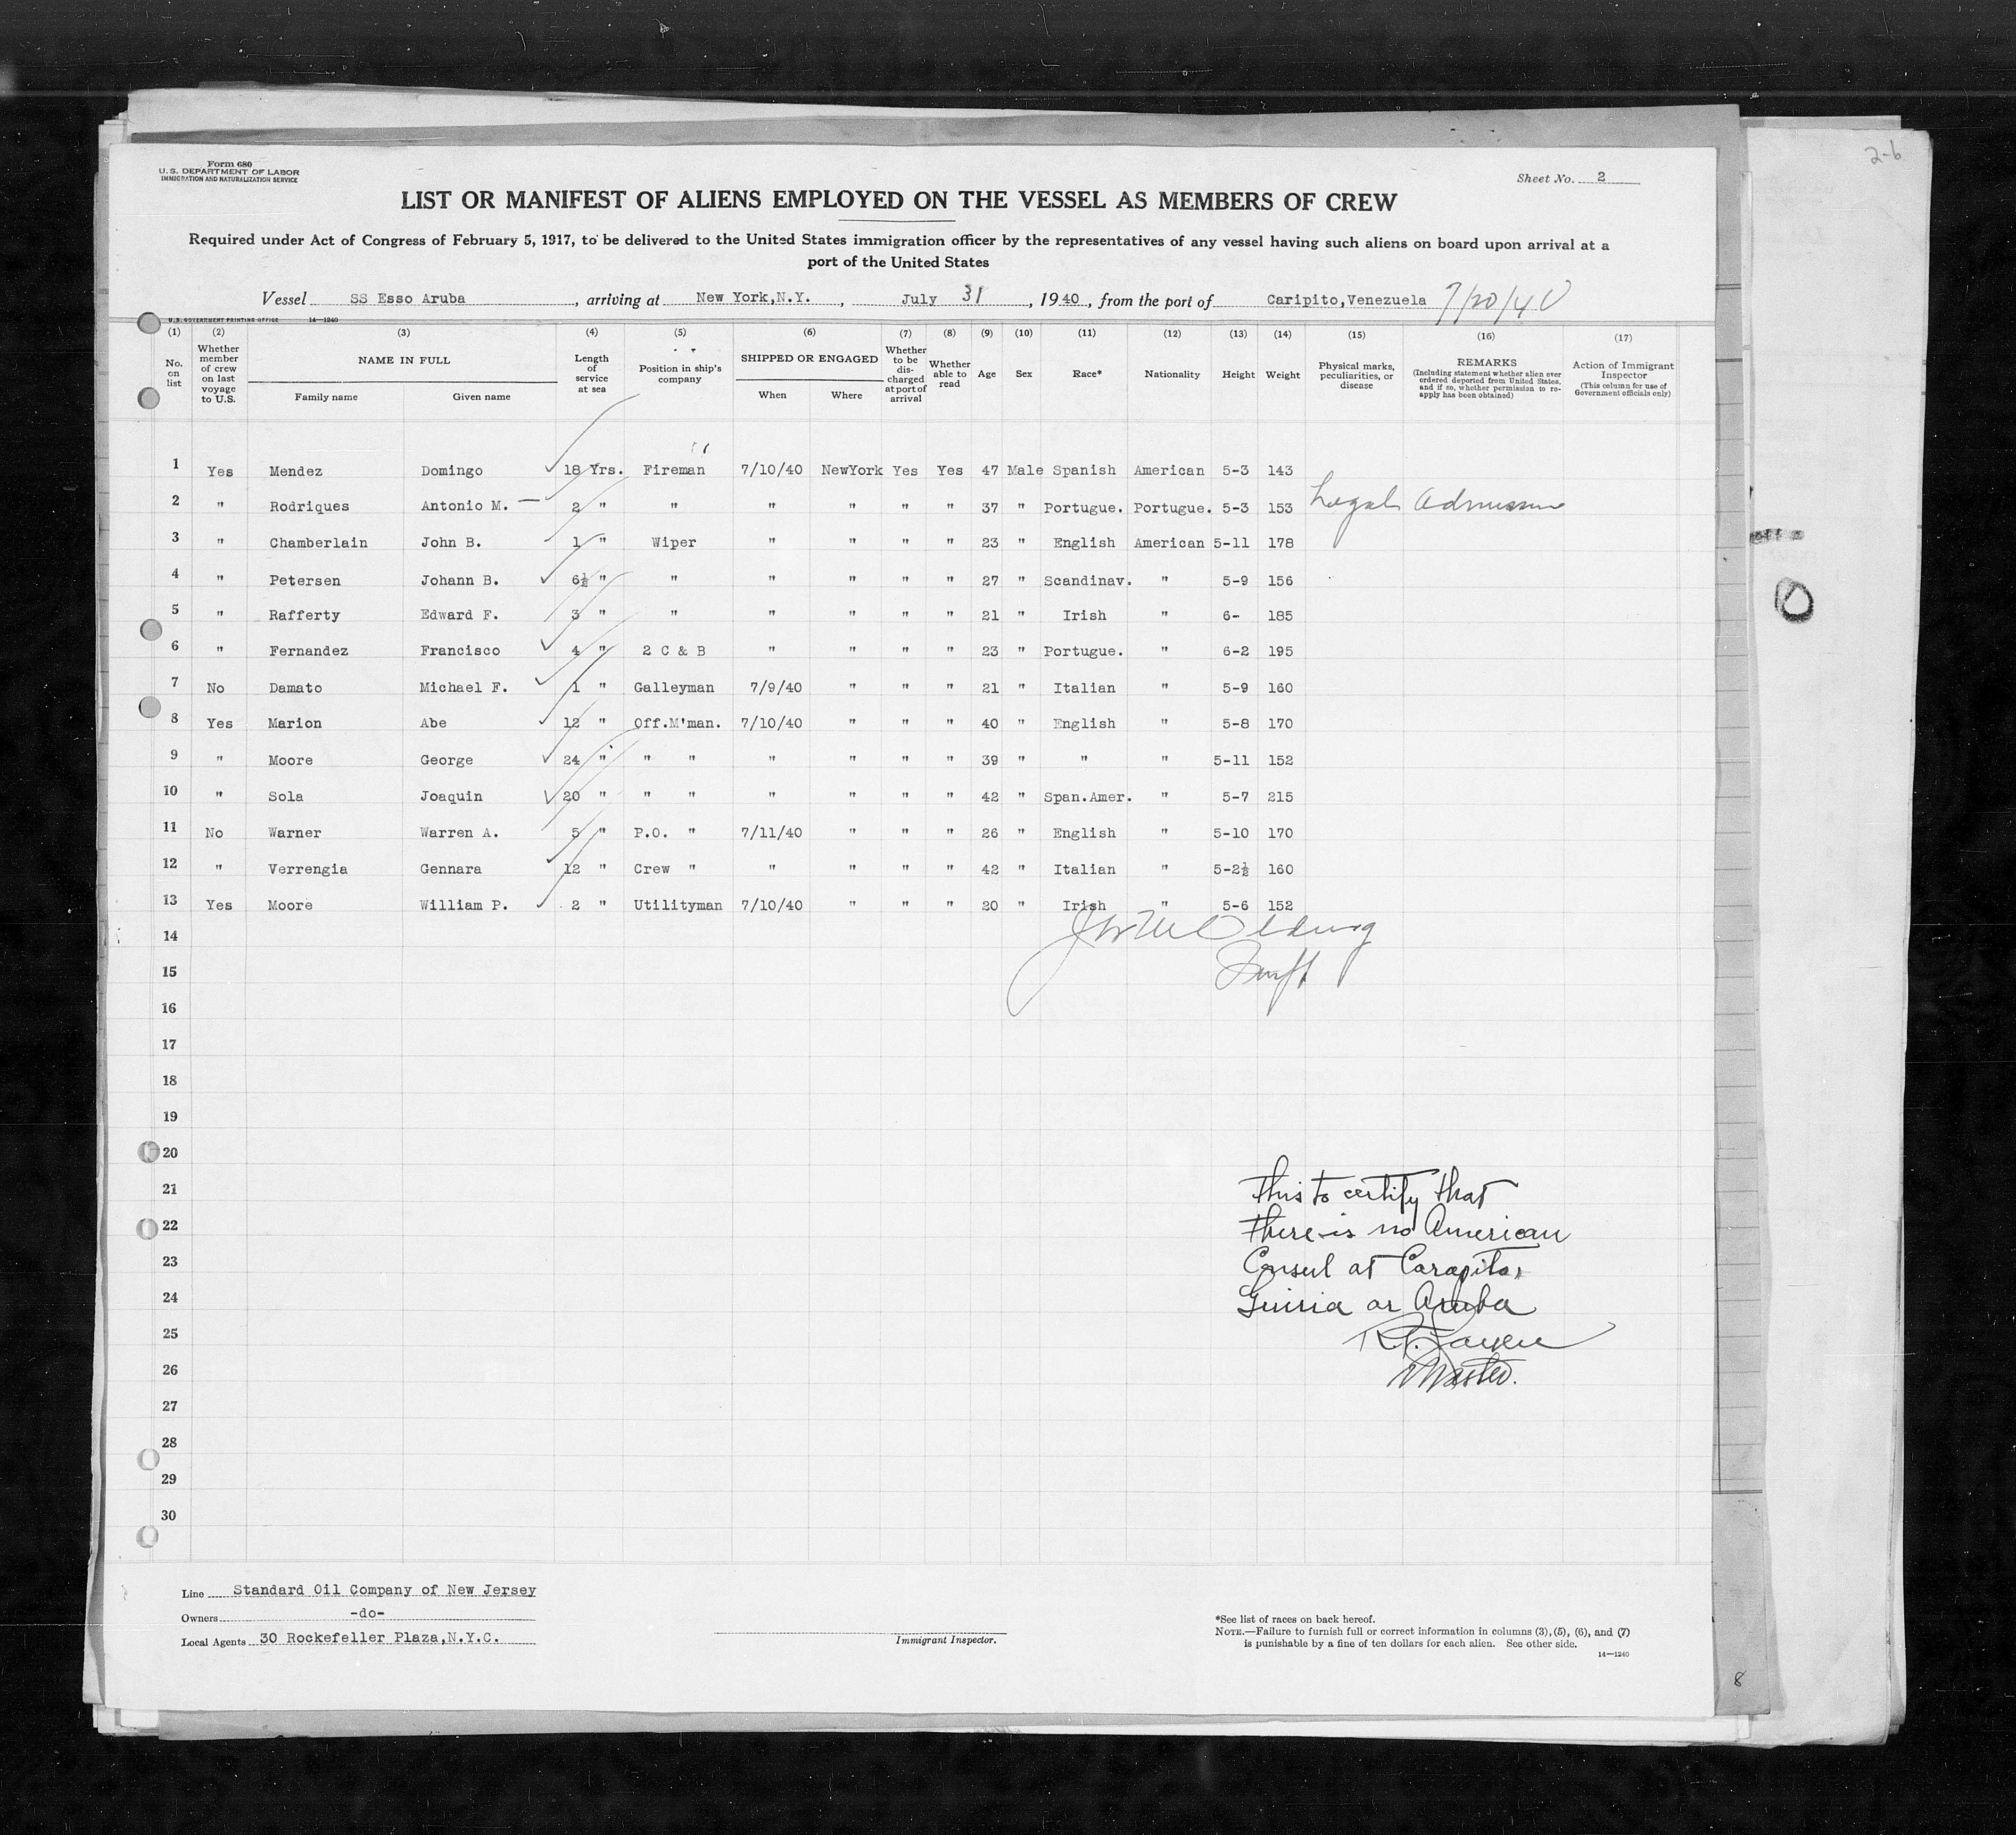 2-6
Form 680
U.S. DEPARTMENT OF LABOR
IMMIGRATION AND NATURALIZATION SERVICE
Sheet No. 2
LIST OR MANIFEST OF ALIENS EMPLOYED ON THE VESSEL AS MEMBERS OF CREW
Required under Act of Congress of February 5, 1917, to be delivered to the United States immigration officer by the representatives of any vessel having such aliens on board upon arrival at a
port of the United States
Vessel SS Esso Aruba, arriving at New York,N.Y., July 31, 1940, from the port of Caripito,Venezuela 7/20/40
U.S. GOVERNMENT PRINTING OFFICE 14—1240
(1) (2) (3) (4) (5) (6) (7) (8) (9) (10) (11) (12) (13) (14) (15) (16) (17)
No. on list
Whether member of crew on last voyage to U.S.
NAME IN FULL
Family name Given name
Length of service at sea
Position in ship's company
SHIPPED OR ENGAGED
When Where
Whether to be discharged at port of arrival
Whether able to read
Age
Sex
Race*
Nationality
Height
Weight
Physical marks, peculiarities, or disease
REMARKS
(Including statement whether alien ever ordered deported from United States, and if so, whether permission to re-apply has been obtained)
Action of Immigrant Inspector
(This column for use of Government officials only)
1 Yes Mendez Domingo 18 Yrs. Fireman 7/10/40 NewYork Yes Yes 47 Male Spanish American 5-3 143
2 " Rodriques Antonio M. 2 " " " " " " 37 " Portugue. Portugue. 5-3 153 Legal Admission
3 " Chamberlain John B. 1 " Wiper " " " " 23 " English American 5-11 178
4 " Petersen Johann B. 6½ " " " " " " 27 " Scandinav. " 5-9 156
5 " Rafferty Edward F. 3 " " " " " " 21 " Irish " 6- 185
6 " Fernandez Francisco 4 " 2 C & B " " " " 23 " Portugue. " 6-2 195
7 No Damato Michael F. 1 " Galleyman 7/9/40 " " " 21 " Italian " 5-9 160
8 Yes Marion Abe 12 " Off.M'man. 7/10/40 " " " 40 " English " 5-8 170
9 " Moore George 24 " " " " " " " 39 " " " 5-11 152
10 " Sola Joaquin 20 " " " " " " " 42 " Span.Amer. " 5-7 215
11 No Warner Warren A. 5 " P.O. " 7/11/40 " " " 26 " English " 5-10 170
12 " Verrengia Gennara 12 " Crew " " " " " 42 " Italian " 5-2½ 160
13 Yes Moore William P. 2 " Utilityman 7/10/40 " " " 20 " Irish " 5-6 152
14
15
16
17
18
19
20
21
22
23
24
25
26
27
28
29
30
This to certify that
there is no American
Consul at Carapito,
Guiria or Aruba
Master.
Line Standard Oil Company of New Jersey
Owners -do-
Local Agents 30 Rockefeller Plaza,N.Y.C.
Immigrant Inspector.
*See list of races on back hereof.
NOTE.—Failure to furnish full or correct information in columns (3),(5), (6), and (7)
is punishable by a fine of ten dollars for each alien. See other side.
14—1240
8